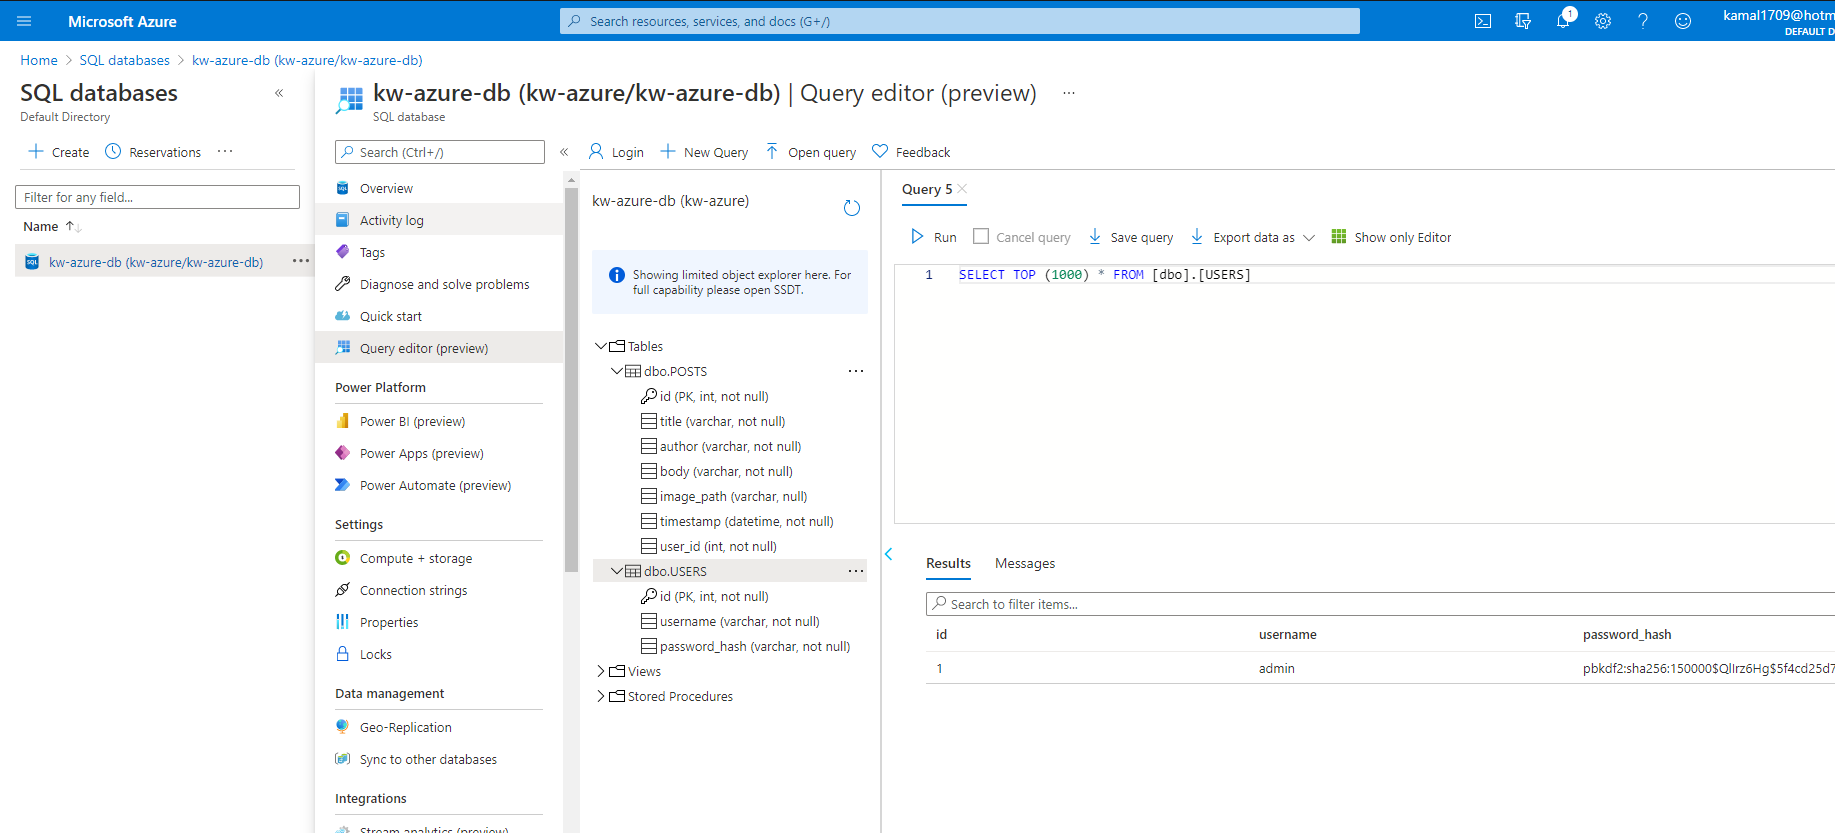 Microsoft Azure
Search resources, services, and docs (G+/)
1
kamal1709@hotm
DEFAULT D
Home > SQL databases > kw-azure-db (kw-azure/kw-azure-db)
SQL databases
Default Directory
Create
Reservations
Filter for any field...
Name
kw-azure-db (kw-azure/kw-azure-db)
kw-azure-db (kw-azure/kw-azure-db) | Query editor (preview)
SQL database
Search (Ctrl+/)
Overview
Activity log
Tags
Diagnose and solve problems
Quick start
Query editor (preview)
Power Platform
Power BI (preview)
Power Apps (preview)
Power Automate (preview)
Settings
Compute + storage
Connection strings
Properties
Locks
Data management
Geo-Replication
Sync to other databases
Integrations
Stream analytics (preview)
Login
New Query
Open query
Feedback
kw-azure-db (kw-azure)
Showing limited object explorer here. For
full capability please open SSDT.
Tables
dbo.POSTS
id (PK, int, not null)
title (varchar, not null)
author (varchar, not null)
body (varchar, not null)
image_path (varchar, null)
timestamp (datetime, not null)
user_id (int, not null)
dbo.USERS
id (PK, int, not null)
username (varchar, not null)
password_hash (varchar, not null)
Views
Stored Procedures
Query 5
Run
Cancel query
Save query
Export data as
Show only Editor
1 SELECT TOP (1000) * FROM [dbo].[USERS]
Results
Messages
Search to filter items...
id username password_hash
1 admin pbkdf2:sha256:150000$QlIrz6Hg$5f4cd25d7